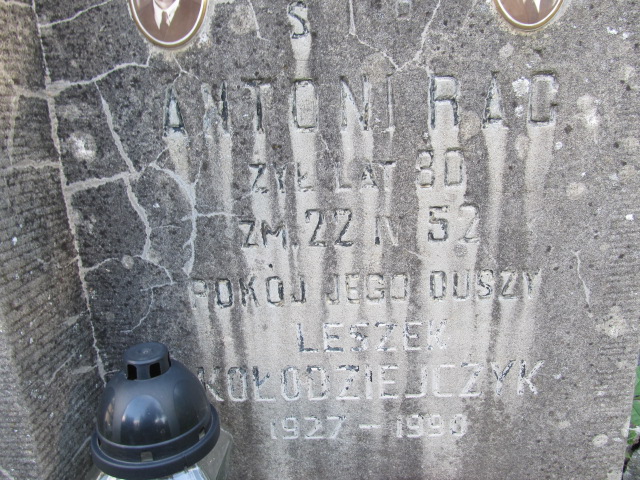 Ś P
ANTONI RAC
ŻYŁ LAT 80
ZM. 22 IV 52
POKÓJ JEGO DUSZY
LESZEK
KOŁODZIEJCZYK
1927 – 1990